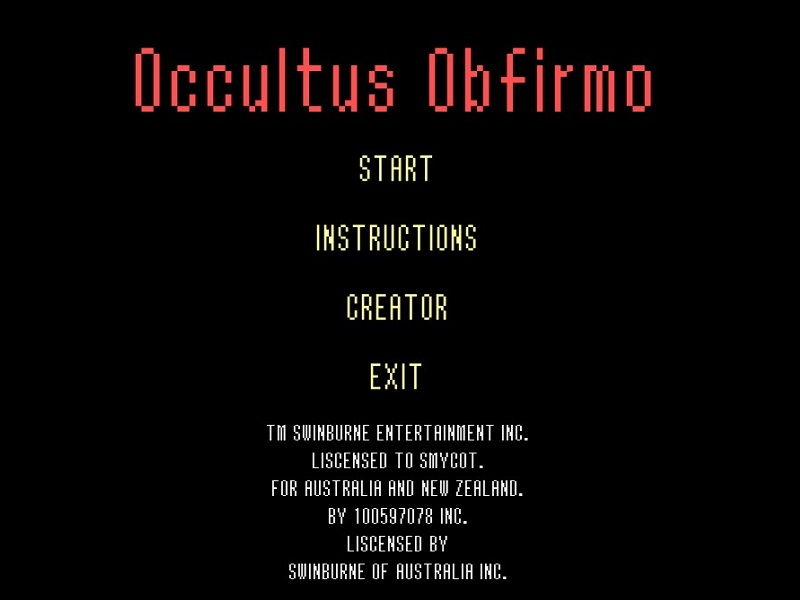 Occultus Obfirmo
START
INSTRUCTIONS
CREATOR
EXIT
TM SWINBURNE ENTERTAINMENT INC.
LISCENSED TO SMYCOT.
FOR AUSTRALIA AND NEW ZEALAND.
BY 100597078 INC.
LISCENSED BY
SWINBURNE OF AUSTRALIA INC.